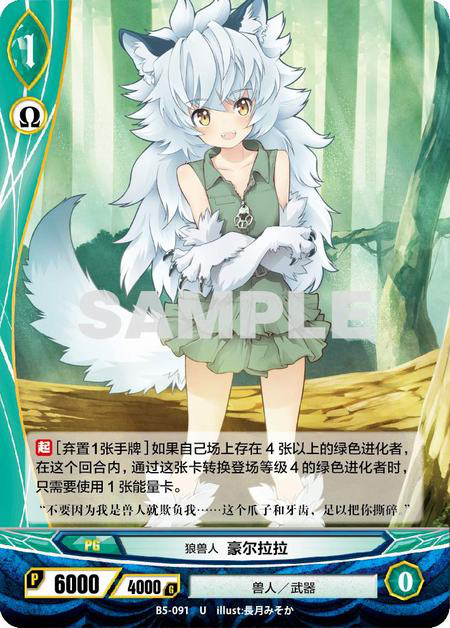 1
Ω
SAMPLE
起[弃置1张手牌]如果自己场上存在 4 张以上的绿色进化者，
在这个回合内，通过这张卡转换登场等级 4 的绿色进化者时，
只需要使用 1 张能量卡。
“不要因为我是兽人就欺负我……这个爪子和牙齿，足以把你撕碎 ”
PG 狼兽人 豪尔拉拉
P 6000 / 4000 G 兽人／武器 0
B5-091 U illust:長月みそか